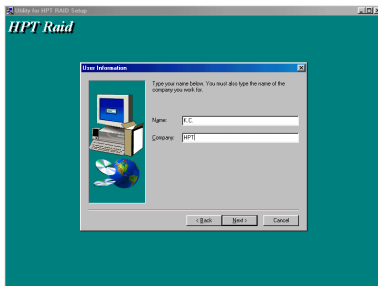 Utility for HPT RAID Setup
HPT Raid
User Information
Type your name below. You must also type the name of the
company you work for.
Name:
K.C.
Company:
HPT
< Back
Next >
Cancel